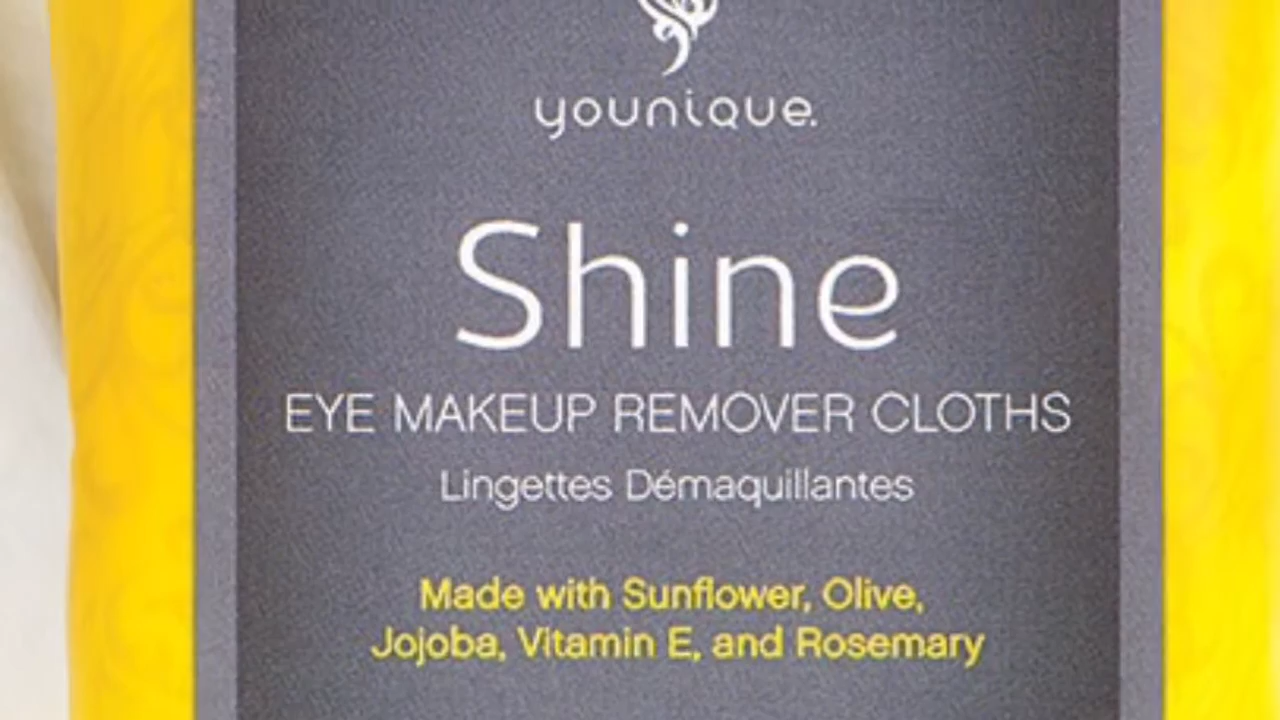 younique.
Shine
EYE MAKEUP REMOVER CLOTHS
Lingettes Démaquillantes
Made with Sunflower, Olive,
Jojoba, Vitamin E, and Rosemary